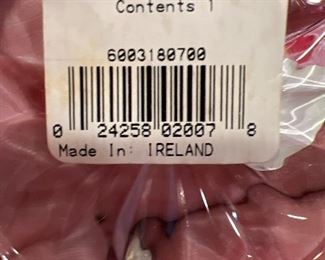 Contents 1
6003180700
0 24258 02007 8
Made In: IRELAND